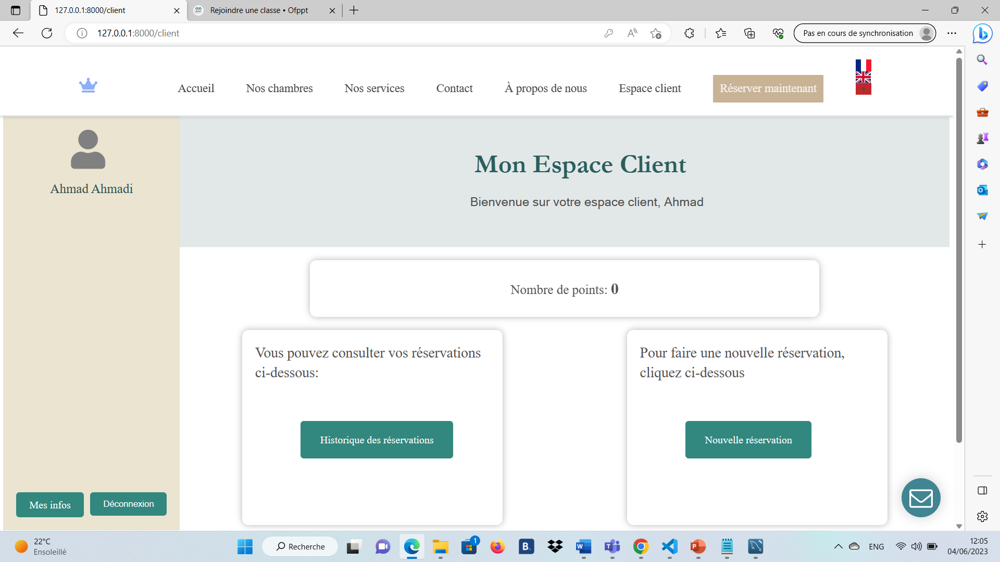 127.0.0.1:8000/client
Rejoindre une classe • Ofppt
127.0.0.1:8000/client
Pas en cours de synchronisation
Accueil
Nos chambres
Nos services
Contact
À propos de nous
Espace client
Réserver maintenant
Ahmad Ahmadi
Mon Espace Client
Bienvenue sur votre espace client, Ahmad
Nombre de points: 0
Vous pouvez consulter vos réservations
ci-dessous:
Historique des réservations
Pour faire une nouvelle réservation,
cliquez ci-dessous
Nouvelle réservation
Mes infos
Déconnexion
22°C
Ensoleillé
Recherche
1
B.
ENG
12:05
04/06/2023